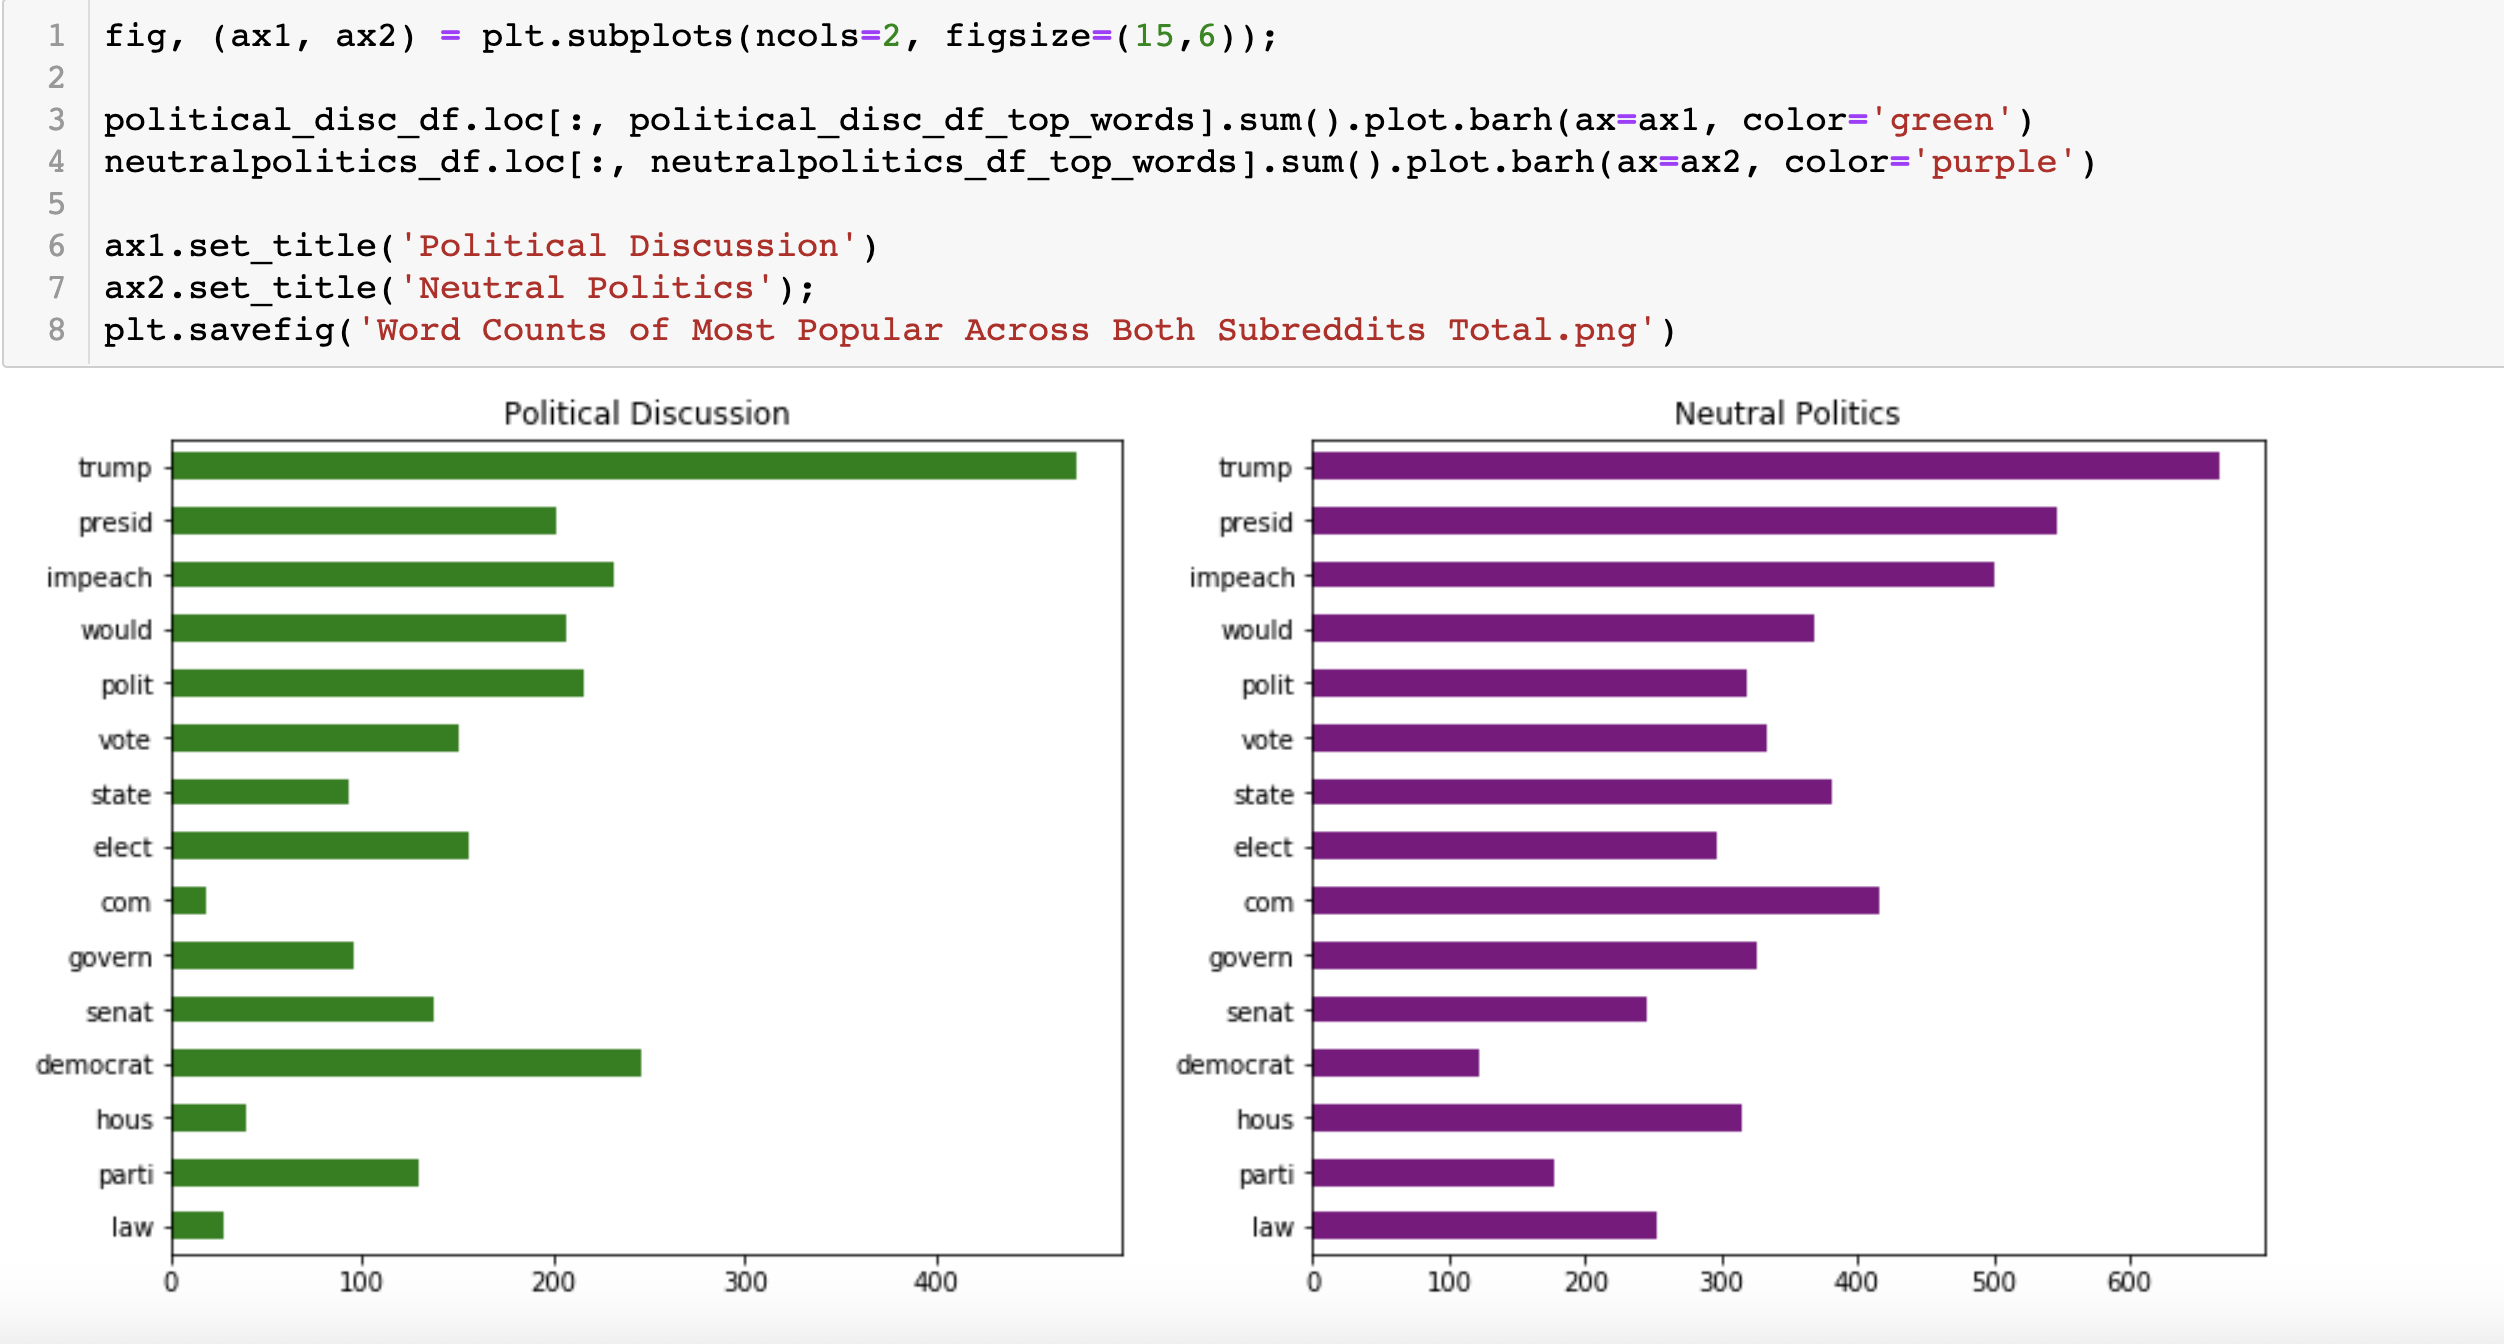 1 fig, (ax1, ax2) = plt.subplots(ncols=2, figsize=(15,6));
2
3 political_disc_df.loc[:, political_disc_df_top_words].sum().plot.barh(ax=ax1, color='green')
4 neutralpolitics_df.loc[:, neutralpolitics_df_top_words].sum().plot.barh(ax=ax2, color='purple')
5
6 ax1.set_title('Political Discussion')
7 ax2.set_title('Neutral Politics');
8 plt.savefig('Word Counts of Most Popular Across Both Subreddits Total.png')
Political Discussion
trump
presid
impeach
would
polit
vote
state
elect
com
govern
senat
democrat
hous
parti
law
0 100 200 300 400
Neutral Politics
trump
presid
impeach
would
polit
vote
state
elect
com
govern
senat
democrat
hous
parti
law
0 100 200 300 400 500 600